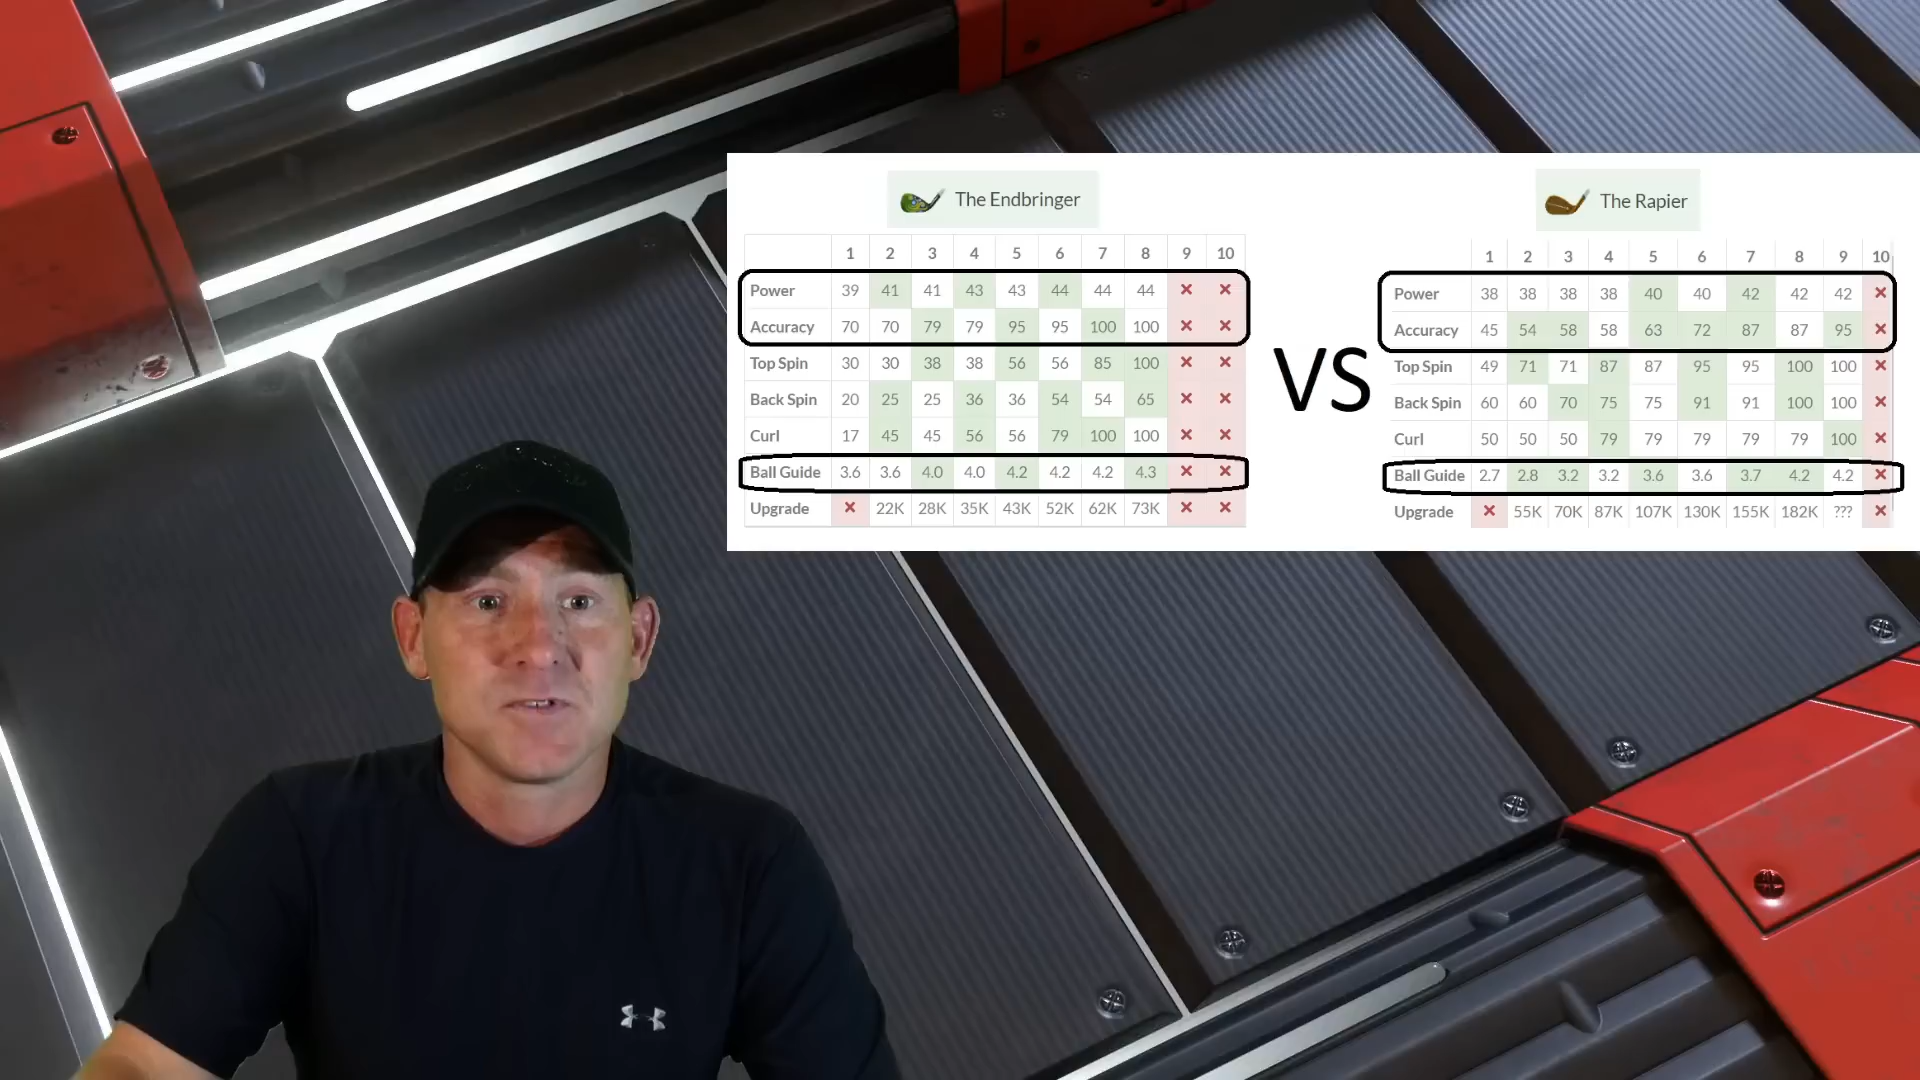 The Endbringer
1 2 3 4 5 6 7 8 9 10
Power 39 41 41 43 43 44 44 44 × ×
Accuracy 70 70 79 79 95 95 100 100 × ×
Top Spin 30 30 38 38 56 56 85 100 × ×
Back Spin 20 25 25 36 36 54 54 65 × ×
Curl 17 45 45 56 56 79 100 100 × ×
Ball Guide 3.6 3.6 4.0 4.0 4.2 4.2 4.2 4.3 × ×
Upgrade × 22K 28K 35K 43K 52K 62K 73K × ×
VS
The Rapier
1 2 3 4 5 6 7 8 9 10
Power 38 38 38 38 40 40 42 42 42 ×
Accuracy 45 54 58 58 63 72 87 87 95 ×
Top Spin 49 71 71 87 87 95 95 100 100 ×
Back Spin 60 60 70 75 75 91 91 100 100 ×
Curl 50 50 50 79 79 79 79 79 100 ×
Ball Guide 2.7 2.8 3.2 3.2 3.6 3.6 3.7 4.2 4.2 ×
Upgrade × 55K 70K 87K 107K 130K 155K 182K ??? ×